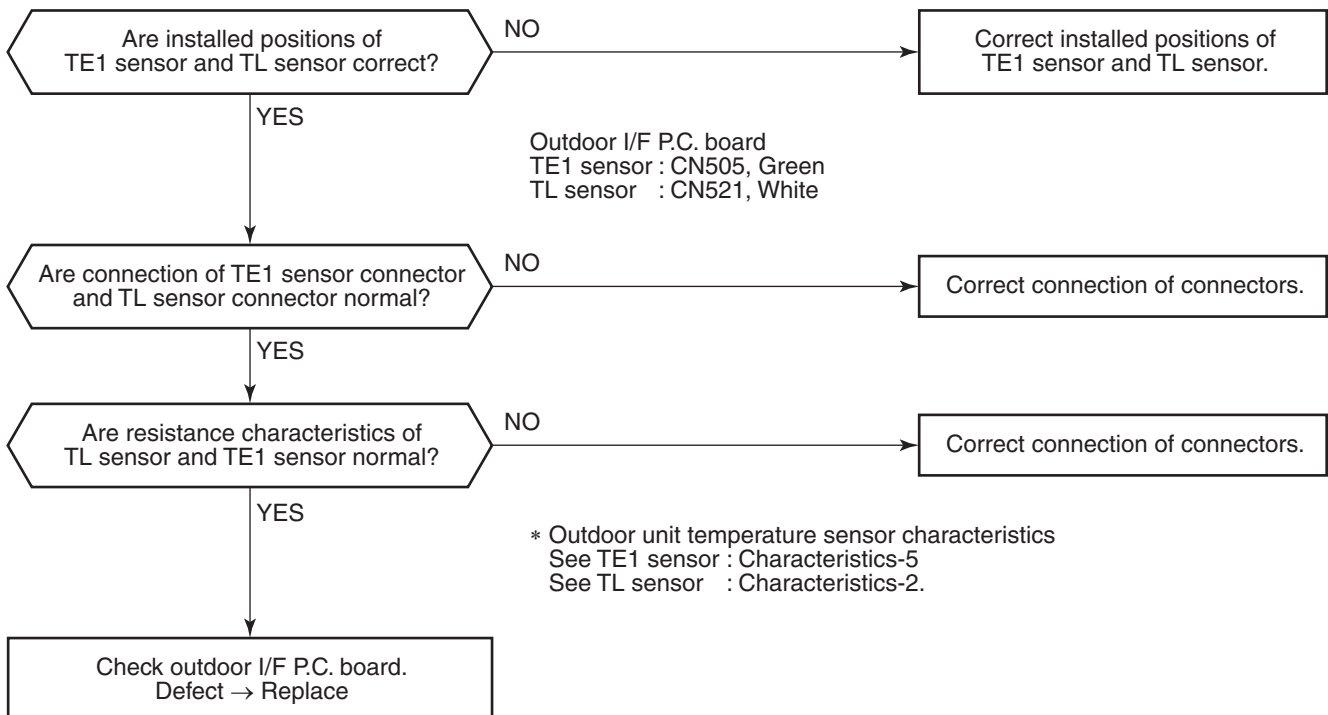 Are installed positions of
TE1 sensor and TL sensor correct?
NO
Correct installed positions of
TE1 sensor and TL sensor.
YES
Outdoor I/F P.C. board
TE1 sensor : CN505, Green
TL sensor : CN521, White
Are connection of TE1 sensor connector
and TL sensor connector normal?
NO
Correct connection of connectors.
YES
Are resistance characteristics of
TL sensor and TE1 sensor normal?
NO
Correct connection of connectors.
YES
* Outdoor unit temperature sensor characteristics
See TE1 sensor : Characteristics-5
See TL sensor : Characteristics-2.
Check outdoor I/F P.C. board.
Defect → Replace